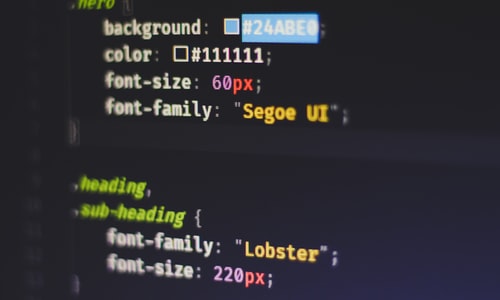 .hero {
background: #24ABE0;
color: #111111;
font-size: 60px;
font-family: "Segoe UI";
}
.heading,
.sub-heading {
font-family: "Lobster";
font-size: 220px;
}